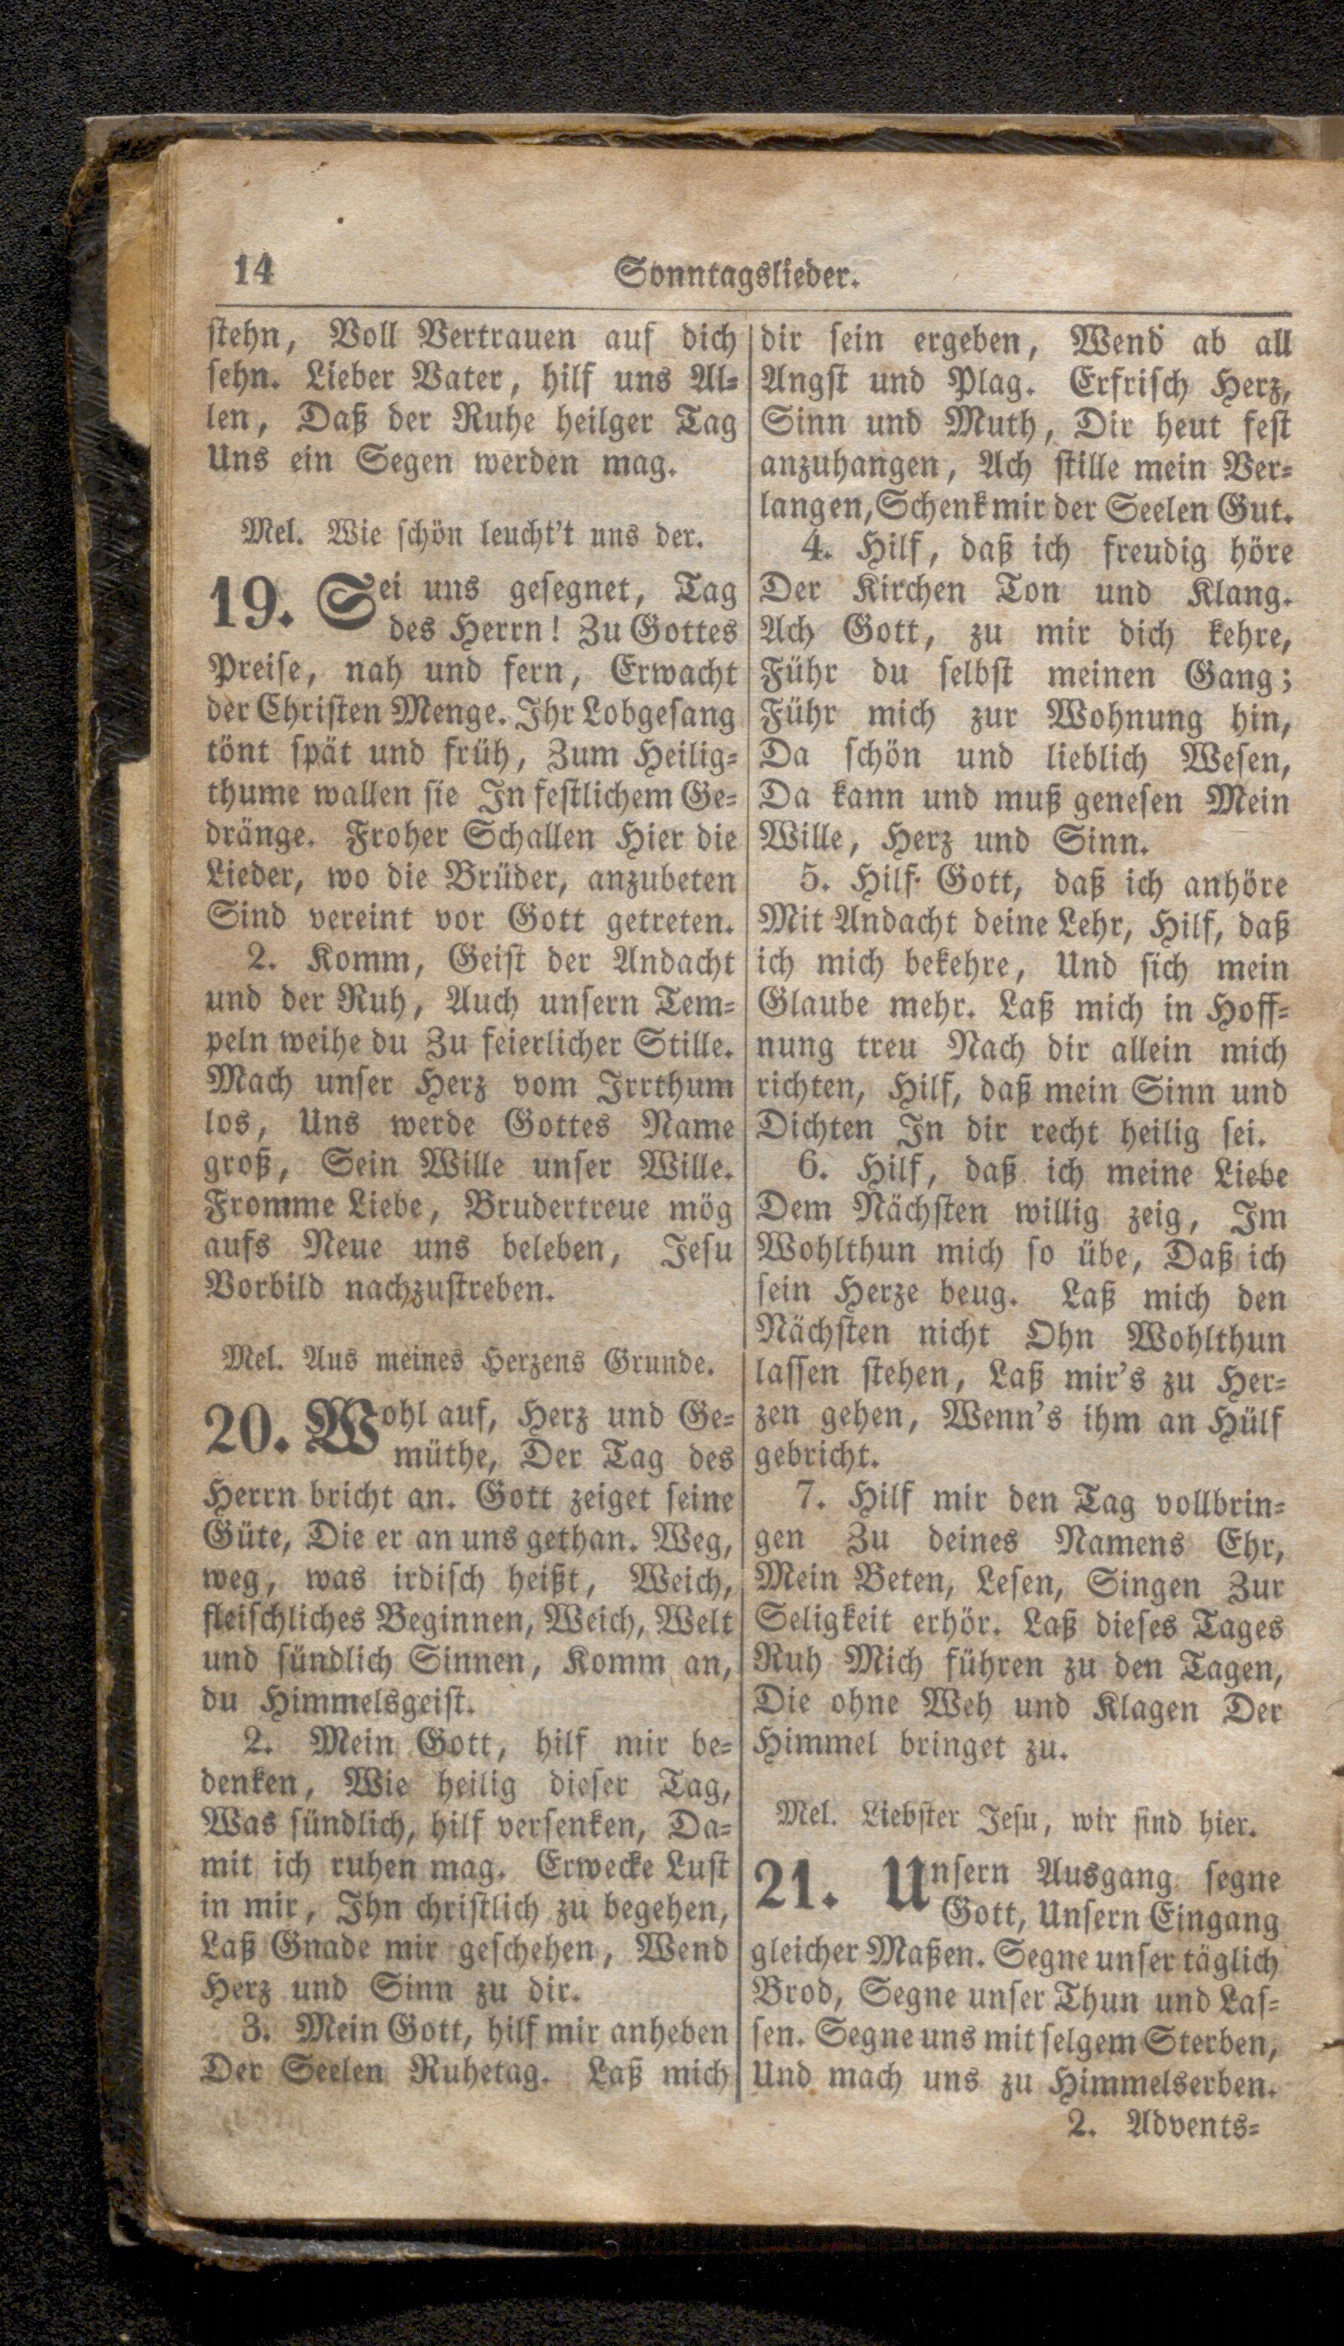 14
Sonntagslieder.
stehn, Voll Vertrauen auf dich
sehn. Lieber Vater, hilf uns Al-
len, Daß der Ruhe heilger Tag
Uns ein Segen werden mag.
Mel. Wie schön leucht't uns der.
19. Sei uns gesegnet, Tag
des Herrn! Zu Gottes
Preise, nah und fern, Erwacht
der Christen Menge. Ihr Lobgesang
tönt spät und früh, Zum Heilig-
thume wallen sie In festlichem Ge-
dränge. Froher Schallen Hier die
Lieder, wo die Brüder, anzubeten
Sind vereint vor Gott getreten.
2. Komm, Geist der Andacht
und der Ruh, Auch unsern Tem-
peln weihe du Zu feierlicher Stille.
Mach unser Herz vom Irrthum
los, Uns werde Gottes Name
groß, Sein Wille unser Wille.
Fromme Liebe, Brudertreue mög
aufs Neue uns beleben, Jesu
Vorbild nachzustreben.
Mel. Aus meines Herzens Grunde.
20. Wohl auf, Herz und Ge-
müthe, Der Tag des
Herrn bricht an. Gott zeiget seine
Güte, Die er an uns gethan. Weg,
weg, was irdisch heißt, Weich,
fleischliches Beginnen, Weich, Welt
und sündlich Sinnen, Komm an,
du Himmelsgeist.
2. Mein Gott, hilf mir be-
denken, Wie heilig dieser Tag,
Was sündlich, hilf versenken, Da-
mit ich ruhen mag. Erwecke Lust
in mir, Ihn christlich zu begehen,
Laß Gnade mir geschehen, Wend
Herz und Sinn zu dir.
3. Mein Gott, hilf mir anheben
Der Seelen Ruhetag. Laß mich
dir sein ergeben, Wend ab all
Angst und Plag. Erfrisch Herz,
Sinn und Muth, Dir heut fest
anzuhangen, Ach stille mein Ver-
langen, Schenk mir der Seelen Gut.
4. Hilf, daß ich freudig höre
Der Kirchen Ton und Klang.
Ach Gott, zu mir dich kehre,
Führ du selbst meinen Gang;
Führ mich zur Wohnung hin,
Da schön und lieblich Wesen,
Da kann und muß genesen Mein
Wille, Herz und Sinn.
5. Hilf Gott, daß ich anhöre
Mit Andacht deine Lehr, Hilf, daß
ich mich bekehre, Und sich mein
Glaube mehr. Laß mich in Hoff-
nung treu Nach dir allein mich
richten, Hilf, daß mein Sinn und
Dichten In dir recht heilig sei.
6. Hilf, daß ich meine Liebe
Dem Nächsten willig zeig, Im
Wohlthun mich so übe, Daß ich
sein Herze beug. Laß mich den
Nächsten nicht Ohn Wohlthun
lassen stehen, Laß mir's zu Her-
zen gehen, Wenn's ihm an Hülf
gebricht.
7. Hilf mir den Tag vollbrin-
gen Zu deines Namens Ehr,
Mein Beten, Lesen, Singen Zur
Seligkeit erhör. Laß dieses Tages
Ruh Mich führen zu den Tagen,
Die ohne Weh und Klagen Der
Himmel bringet zu.
Mel. Liebster Jesu, wir sind hier.
21. Unsern Ausgang segne
Gott, Unsern Eingang
gleicher Maßen. Segne unser täglich
Brod, Segne unser Thun und Las-
sen. Segne uns mit selgem Sterben,
Und mach uns zu Himmelserben.
2. Advents-